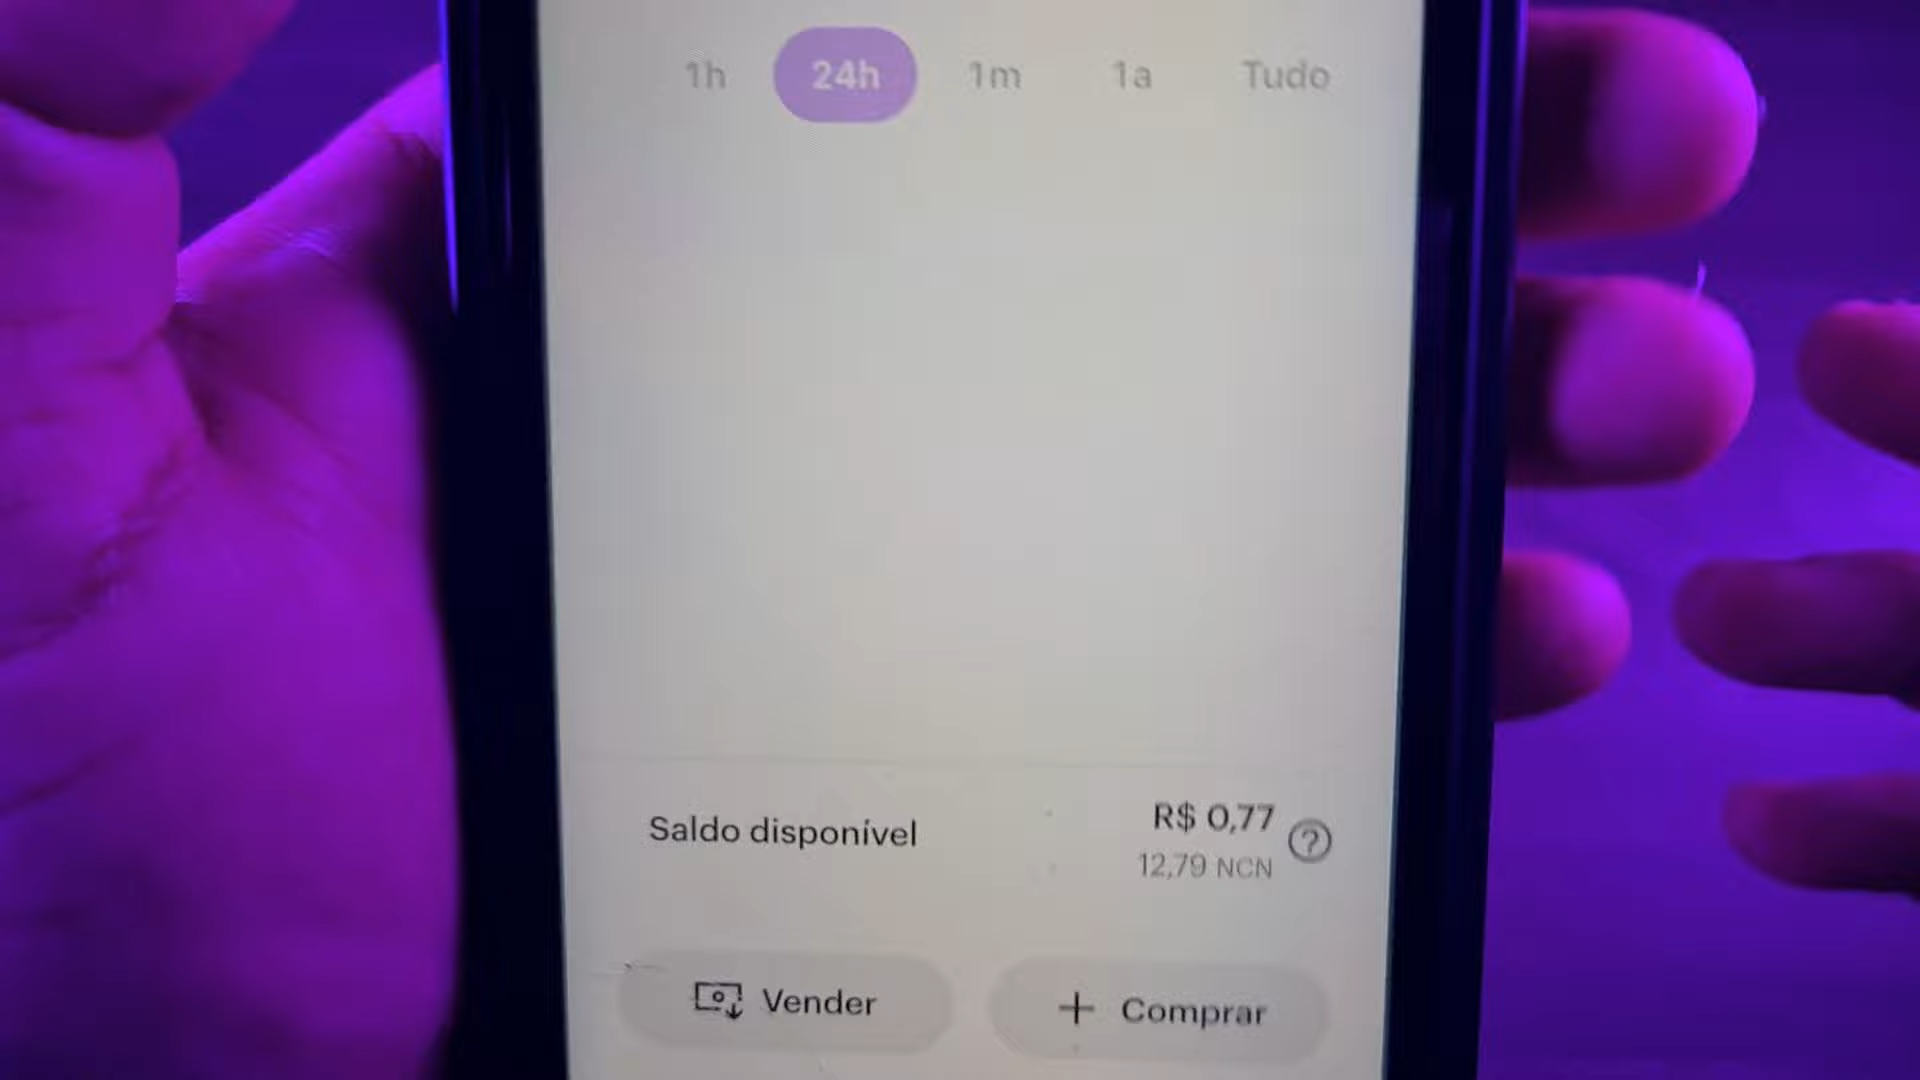 1h 24h 1m 1a Tudo
Saldo disponível
R$ 0,77
12,79 NCN
Vender
Comprar